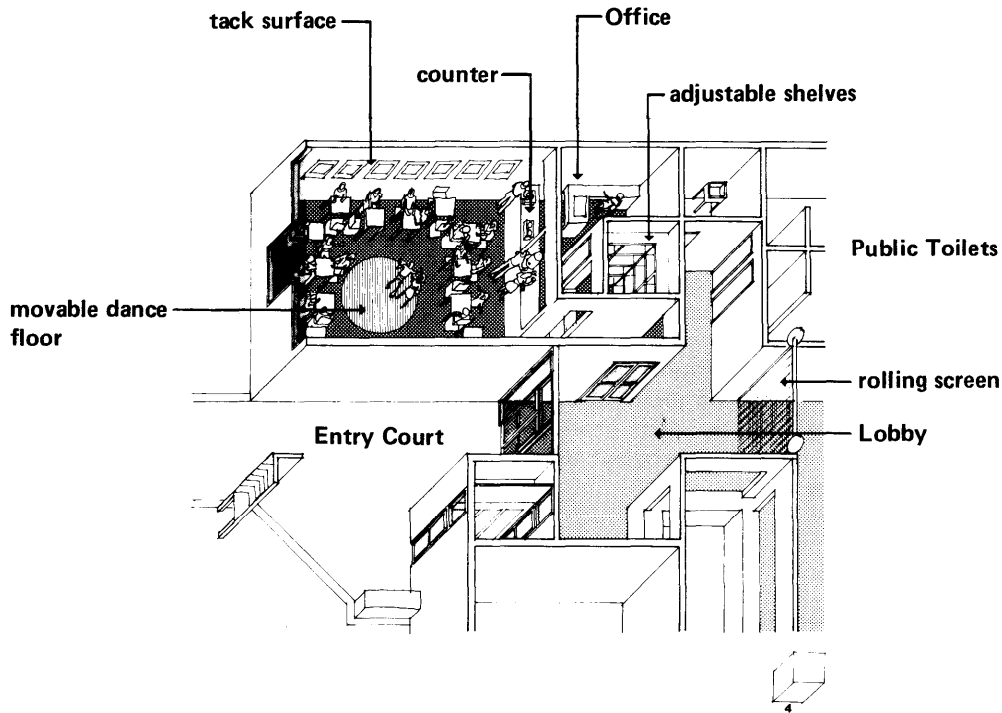 tack surface
Office
counter
adjustable shelves
Public Toilets
movable dance
floor
rolling screen
Entry Court
Lobby
4